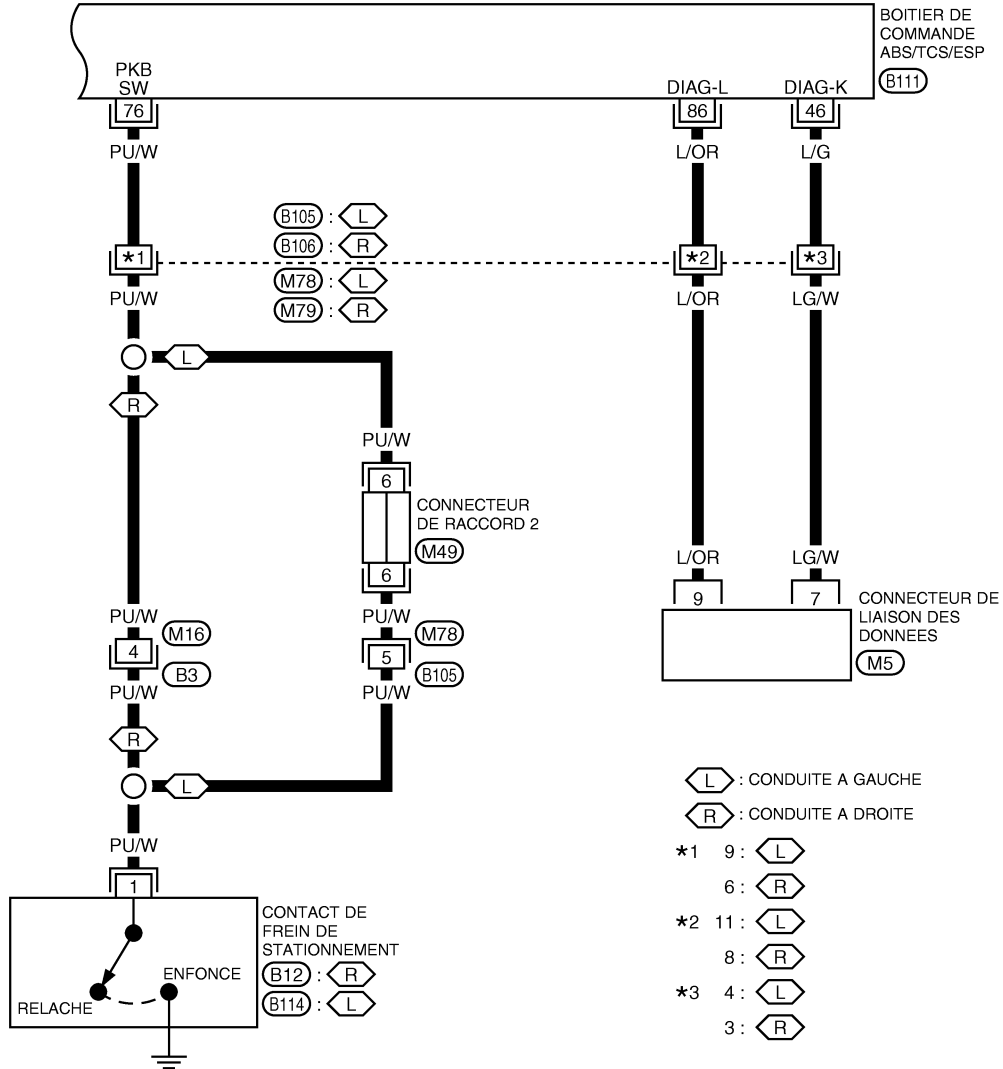 BOITIER DE
COMMANDE
ABS/TCS/ESP
B111
PKB
SW
DIAG-L
DIAG-K
76
86
46
PU/W
L/OR
L/G
B105 : L
B106 : R
*1
*2
*3
M78 : L
M79 : R
PU/W
L/OR
LG/W
L
R
PU/W
6
CONNECTEUR
DE RACCORD 2
M49
6
L/OR
LG/W
9
7
CONNECTEUR DE
LIAISON DES
DONNEES
M5
PU/W
M16
4
B3
PU/W
PU/W
M78
5
B105
PU/W
R
L
PU/W
1
CONTACT DE
FREIN DE
STATIONNEMENT
B12 : R
B114 : L
ENFONCE
RELACHE
L : CONDUITE A GAUCHE
R : CONDUITE A DROITE
*1 9 : L
6 : R
*2 11 : L
8 : R
*3 4 : L
3 : R